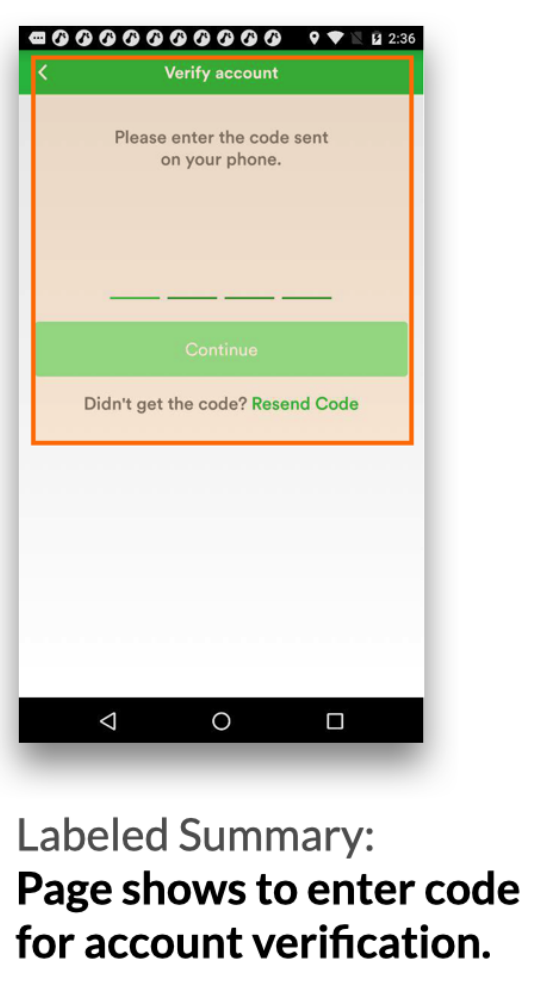 2:36
Verify account
Please enter the code sent
on your phone.
Continue
Didn't get the code? Resend Code
Labeled Summary:
Page shows to enter code
for account verification.